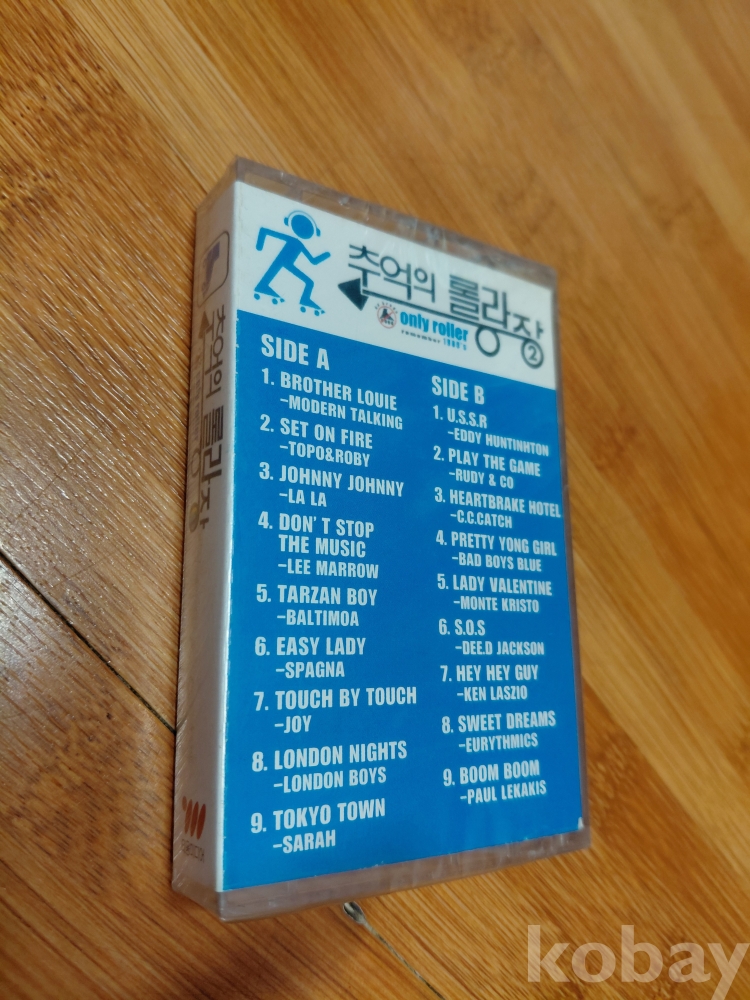 추억의 롤라장 2
only roller
remember 1980's
SIDE A
1. BROTHER LOUIE
-MODERN TALKING
2. SET ON FIRE
-TOPO&ROBY
3. JOHNNY JOHNNY
-LA LA
4. DON'T STOP
THE MUSIC
-LEE MARROW
5. TARZAN BOY
-BALTIMOA
6. EASY LADY
-SPAGNA
7. TOUCH BY TOUCH
-JOY
8. LONDON NIGHTS
-LONDON BOYS
9. TOKYO TOWN
-SARAH
SIDE B
1. U.S.S.R
-EDDY HUNTINHTON
2. PLAY THE GAME
-RUDY & CO
3. HEARTBRAKE HOTEL
-C.C.CATCH
4. PRETTY YONG GIRL
-BAD BOYS BLUE
5. LADY VALENTINE
-MONTE KRISTO
6. S.O.S
-DEE.D JACKSON
7. HEY HEY GUY
-KEN LASZIO
8. SWEET DREAMS
-EURYTHMICS
9. BOOM BOOM
-PAUL LEKAKIS
추억의 롤라장
kobay